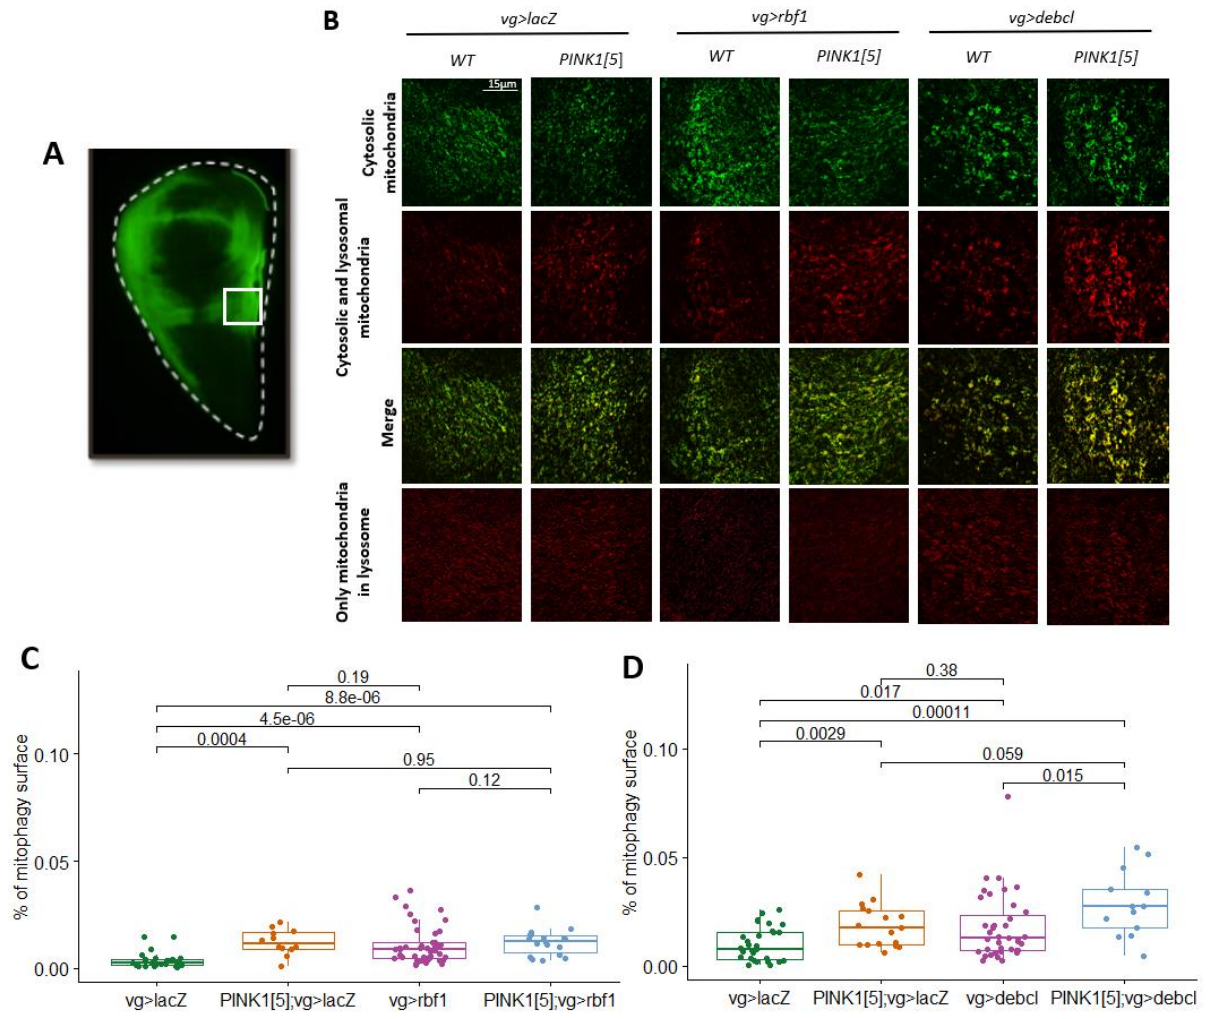 A
B
vg>lacZ
vg>rbf1
vg>debcl
WT
PINK1[5]
WT
PINK1[5]
WT
PINK1[5]
15µm
Cytosolic
mitochondria
Cytosolic and lysosomal
mitochondria
Merge
Only mitochondria
in lysosome
C
% of mitophagy surface
0.10
0.05
0.00
0.19
8.8e-06
4.5e-06
0.0004
0.95
0.12
vg>lacZ
PINK1[5];vg>lacZ
vg>rbf1
PINK1[5];vg>rbf1
D
% of mitophagy surface
0.10
0.05
0.00
0.38
0.017
0.00011
0.0029
0.059
0.015
vg>lacZ
PINK1[5];vg>lacZ
vg>debcl
PINK1[5];vg>debcl